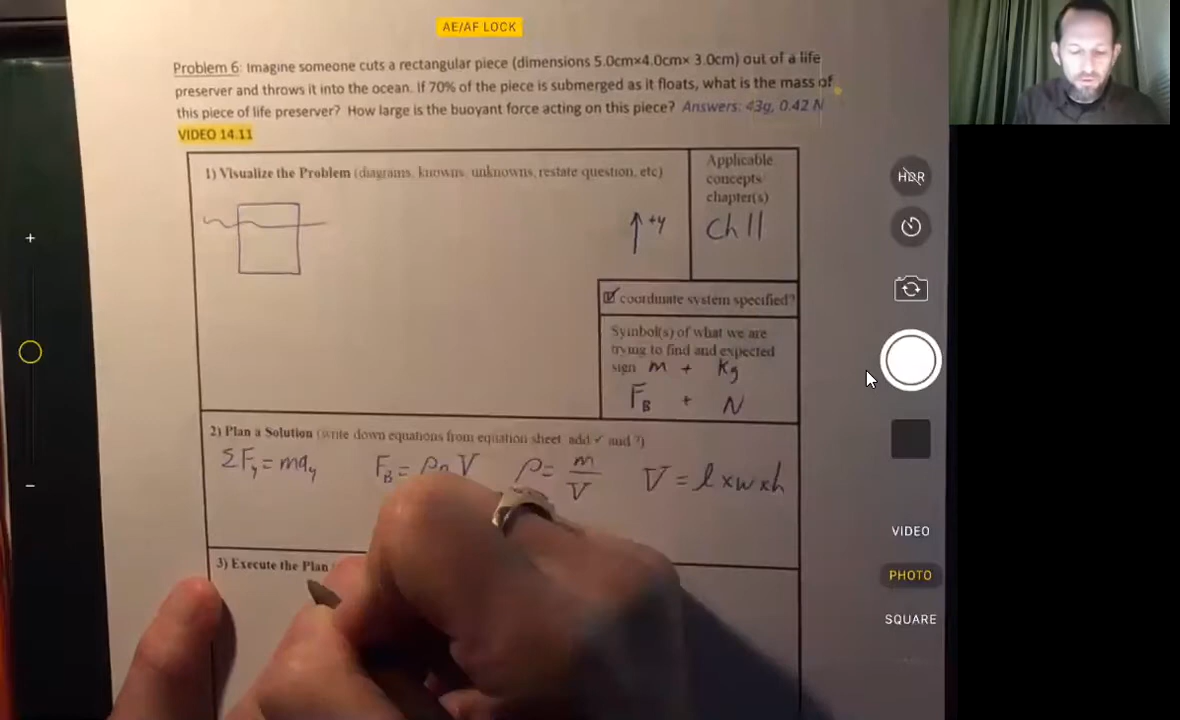 AE/AF LOCK
Problem 6: Imagine someone cuts a rectangular piece (dimensions 5.0cm×4.0cm× 3.0cm) out of a life
preserver and throws it into the ocean. If 70% of the piece is submerged as it floats, what is the mass of
this piece of life preserver? How large is the buoyant force acting on this piece? Answers: 43g, 0.42 N
VIDEO 14.11
1) Visualize the Problem (diagrams, knowns, unknowns, restate question, etc)
Applicable
concepts
chapter(s)
Ch 11
+y
coordinate system specified?
Symbol(s) of what we are
trying to find and expected
sign m + Kg
F_B + N
2) Plan a Solution (write down equations from equation sheet, add ✓ and ?)
ΣF_y = ma_y F_B = ρg V ρ = m/V V = l x w x h
3) Execute the Plan
HDR
VIDEO
PHOTO
SQUARE